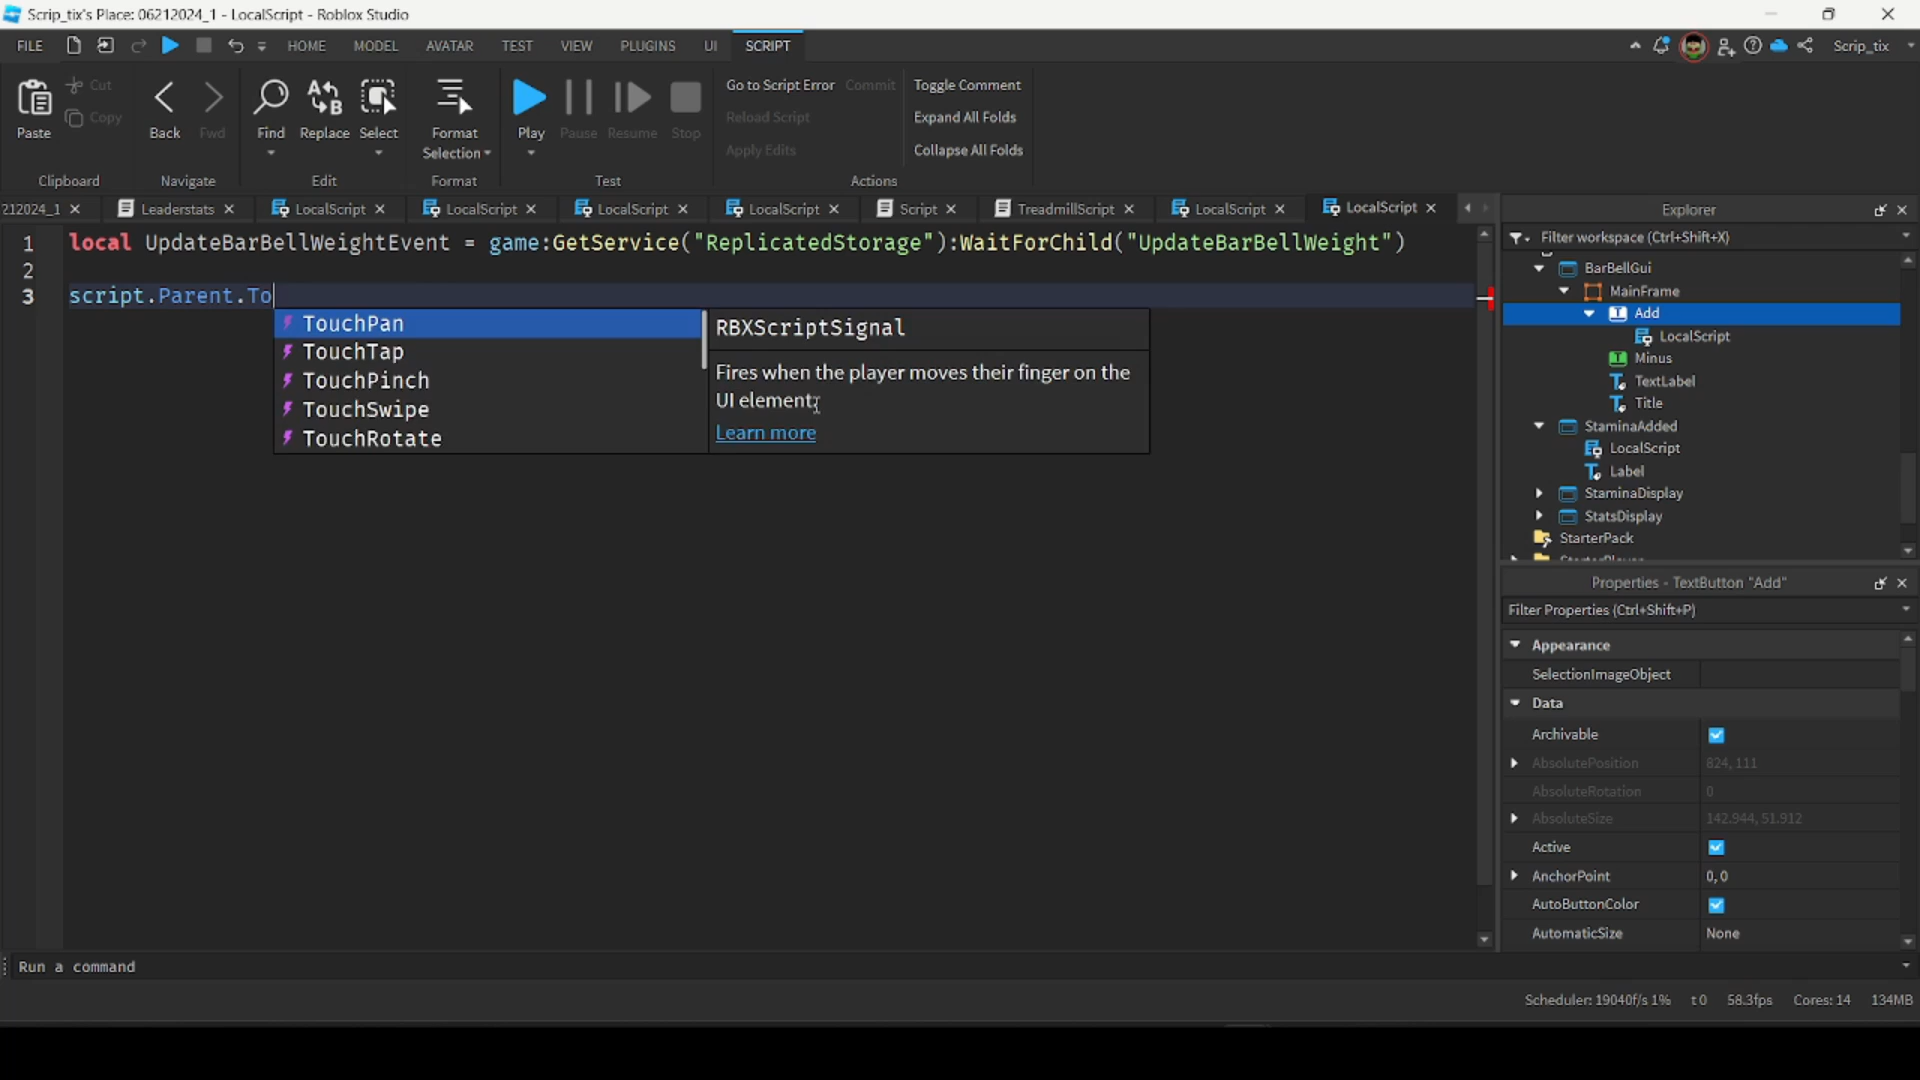 Scrip_tix's Place: 06212024_1 - LocalScript - Roblox Studio
FILE HOME MODEL AVATAR TEST VIEW PLUGINS UI SCRIPT Scrip_tix
Paste Cut Copy Back Fwd Find Replace Select Format Selection Play Pause Resume Stop
Go to Script Error Commit Toggle Comment
Reload Script Expand All Folds
Apply Edits Collapse All Folds
Clipboard Navigate Edit Format Test Actions
212024_1 Leaderstats LocalScript LocalScript LocalScript LocalScript Script TreadmillScript LocalScript LocalScript
1 local UpdateBarBellWeightEvent = game:GetService("ReplicatedStorage"):WaitForChild("UpdateBarBellWeight")
2
3 script.Parent.To
TouchPan
TouchTap
TouchPinch
TouchSwipe
TouchRotate
RBXScriptSignal
Fires when the player moves their finger on the
UI element.
Learn more
Explorer
Filter workspace (Ctrl+Shift+X)
BarBellGui
MainFrame
Add
LocalScript
Minus
TextLabel
Title
StaminaAdded
LocalScript
Label
StaminaDisplay
StatsDisplay
StarterPack
Properties - TextButton "Add"
Filter Properties (Ctrl+Shift+P)
Appearance
SelectionImageObject
Data
Archivable
AbsolutePosition 824, 111
AbsoluteRotation 0
AbsoluteSize 142.944, 51.912
Active
AnchorPoint 0, 0
AutoButtonColor
AutomaticSize None
Run a command
Scheduler: 19040f/s 1% t0 58.3fps Cores: 14 134MB